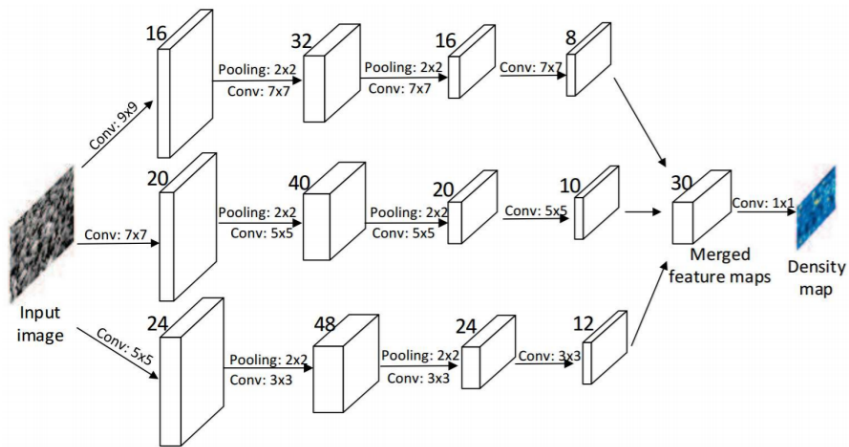 16
32
16
8
Pooling: 2x2
Pooling: 2x2
Conv: 7x7
Conv: 7x7
Conv: 7x7
Conv: 9x9
20
40
20
10
30
Pooling: 2x2
Pooling: 2x2
Conv: 5x5
Conv: 1x1
Conv: 7x7
Conv: 5x5
Conv: 5x5
Merged
feature maps
Density
map
Input
image
24
48
24
12
Conv: 5x5
Pooling: 2x2
Pooling: 2x2
Conv: 3x3
Conv: 3x3
Conv: 3x3